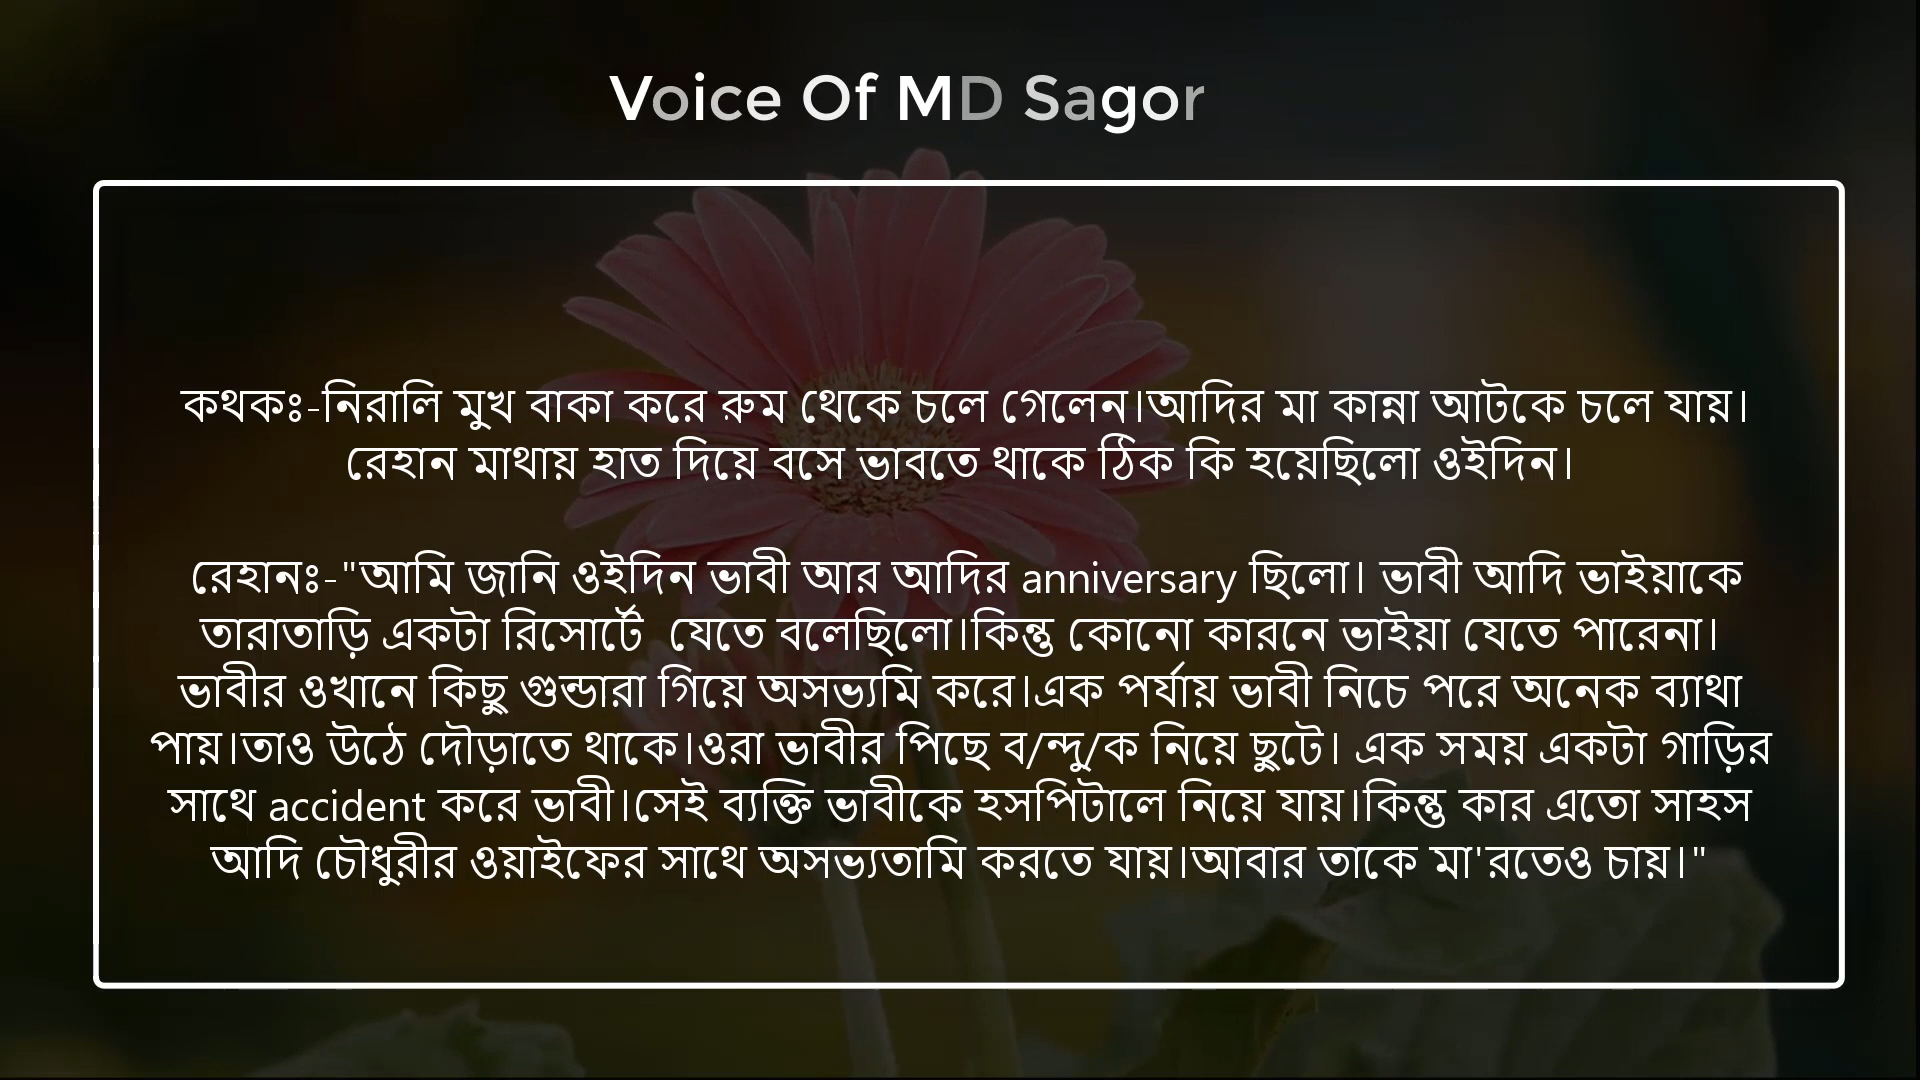 Voice Of MD Sagor
কথকঃ-নিরালি মুখ বাকা করে রুম থেকে চলে গেলেন।আদির মা কান্না আটকে চলে যায়।
রেহান মাথায় হাত দিয়ে বসে ভাবতে থাকে ঠিক কি হয়েছিলো ওইদিন।
রেহানঃ-"আমি জানি ওইদিন ভাবী আর আদির anniversary ছিলো। ভাবী আদি ভাইয়াকে
তারাতাড়ি একটা রিসোর্টে  যেতে বলেছিলো।কিন্তু কোনো কারনে ভাইয়া যেতে পারেনা।
ভাবীর ওখানে কিছু গুন্ডারা গিয়ে অসভ্যমি করে।এক পর্যায় ভাবী নিচে পরে অনেক ব্যাথা
পায়।তাও উঠে দৌড়াতে থাকে।ওরা ভাবীর পিছে ব/ন্দু/ক নিয়ে ছুটে। এক সময় একটা গাড়ির
সাথে accident করে ভাবী।সেই ব্যক্তি ভাবীকে হসপিটালে নিয়ে যায়।কিন্তু কার এতো সাহস
আদি চৌধুরীর ওয়াইফের সাথে অসভ্যতামি করতে যায়।আবার তাকে মা'রতেও চায়।"